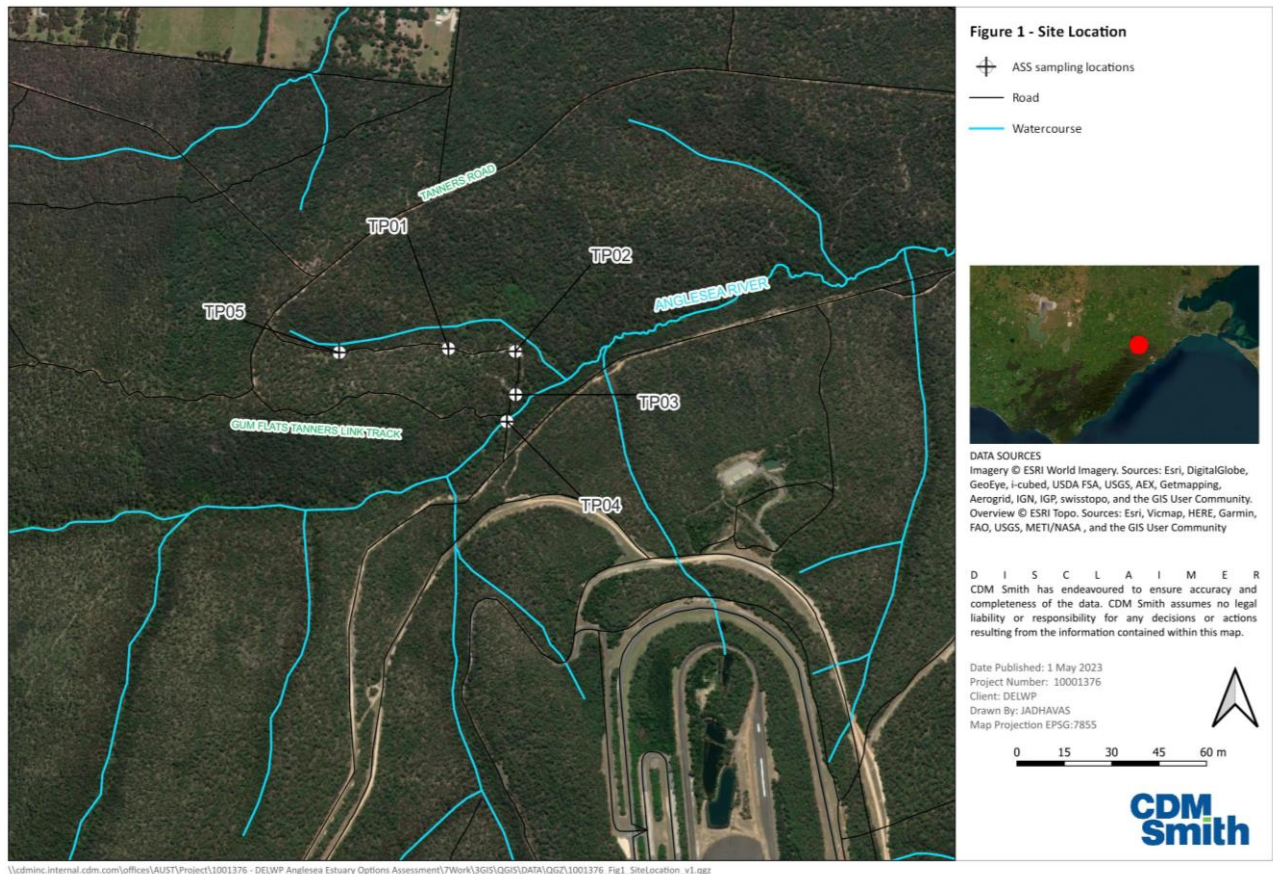 TANNERS ROAD
TP01
TP02
ANGLESEA RIVER
TP05
TP03
GUM FLATS TANNERS LINK TRACK
TP04
Figure 1 - Site Location
ASS sampling locations
Road
Watercourse
DATA SOURCES
Imagery © ESRI World Imagery. Sources: Esri, DigitalGlobe,
GeoEye, i-cubed, USDA FSA, USGS, AEX, Getmapping,
Aerogrid, IGN, IGP, swisstopo, and the GIS User Community.
Overview © ESRI Topo. Sources: Esri, Vicmap, HERE, Garmin,
FAO, USGS, METI/NASA , and the GIS User Community
D I S C L A I M E R
CDM Smith has endeavoured to ensure accuracy and
completeness of the data. CDM Smith assumes no legal
liability or responsibility for any decisions or actions
resulting from the information contained within this map.
Date Published: 1 May 2023
Project Number: 10001376
Client: DELWP
Drawn By: JADHAVAS
Map Projection EPSG:7855
0 15 30 45 60 m
CDM
Smith
\\cdminc.internal.cdm.com\offices\AUST\Project\1001376 - DELWP Anglesea Estuary Options Assessment\7Work\3GIS\QGIS\DATA\QGZ\1001376_Fig1_SiteLocation_v1.qgz